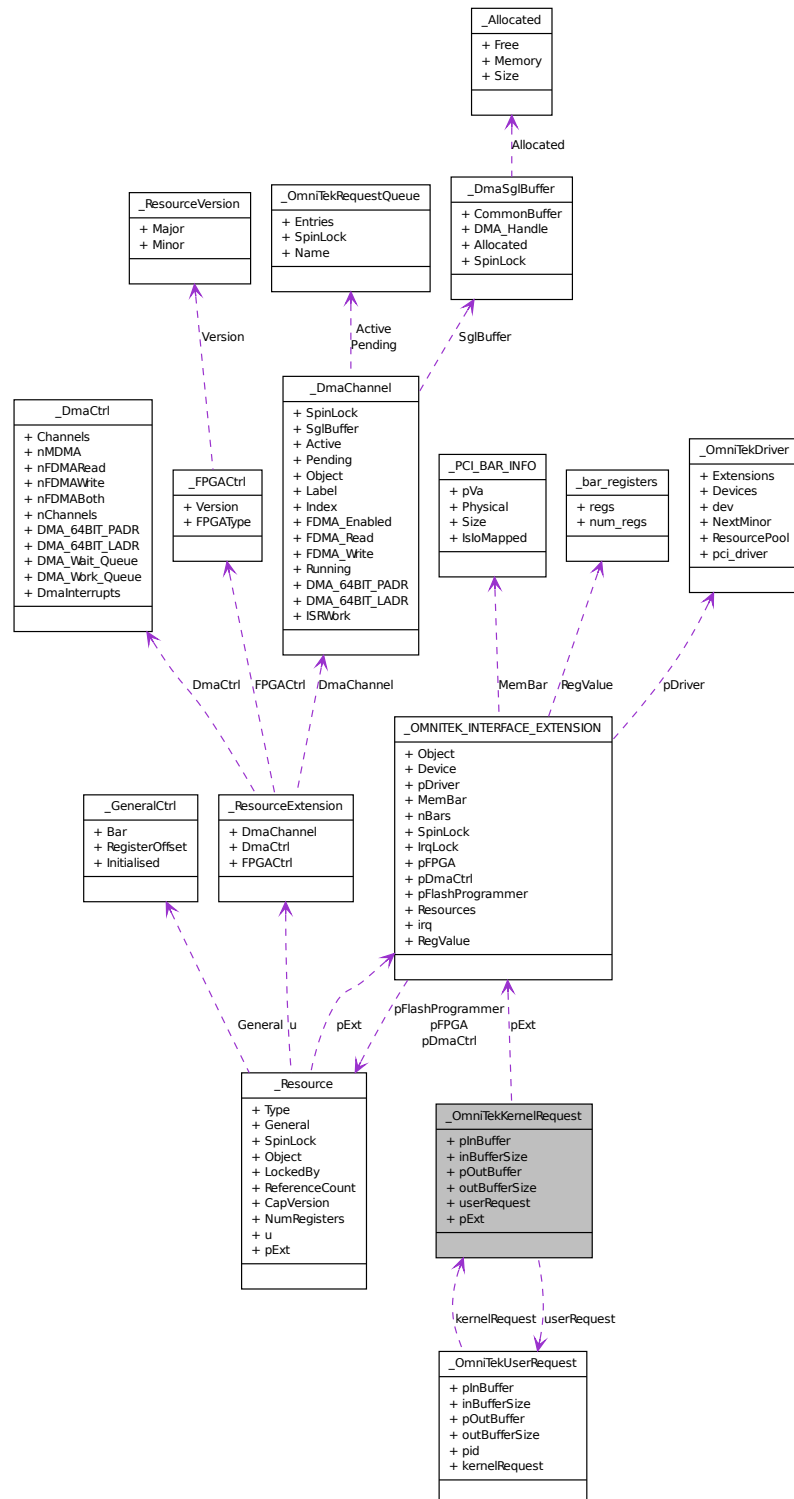 _Allocated
+ Free
+ Memory
+ Size
Allocated
_ResourceVersion
+ Major
+ Minor
_OmniTekRequestQueue
+ Entries
+ SpinLock
+ Name
_DmaSglBuffer
+ CommonBuffer
+ DMA_Handle
+ Allocated
+ SpinLock
Version
Active
Pending
SglBuffer
_DmaCtrl
+ Channels
+ nMDMA
+ nFDMARead
+ nFDMAWrite
+ nFDMABoth
+ nChannels
+ DMA_64BIT_PADR
+ DMA_64BIT_LADR
+ DMA_Wait_Queue
+ DMA_Work_Queue
+ DmaInterrupts
_FPGACtrl
+ Version
+ FPGAType
_DmaChannel
+ SpinLock
+ SglBuffer
+ Active
+ Pending
+ Object
+ Label
+ Index
+ FDMA_Enabled
+ FDMA_Read
+ FDMA_Write
+ Running
+ DMA_64BIT_PADR
+ DMA_64BIT_LADR
+ ISRWork
_PCI_BAR_INFO
+ pVa
+ Physical
+ Size
+ IsIoMapped
_bar_registers
+ regs
+ num_regs
_OmniTekDriver
+ Extensions
+ Devices
+ dev
+ NextMinor
+ ResourcePool
+ pci_driver
DmaCtrl
FPGACtrl
DmaChannel
MemBar
RegValue
pDriver
_GeneralCtrl
+ Bar
+ RegisterOffset
+ Initialised
_ResourceExtension
+ DmaChannel
+ DmaCtrl
+ FPGACtrl
_OMNITEK_INTERFACE_EXTENSION
+ Object
+ Device
+ pDriver
+ MemBar
+ nBars
+ SpinLock
+ IrqLock
+ pFPGA
+ pDmaCtrl
+ pFlashProgrammer
+ Resources
+ irq
+ RegValue
General
u
pExt
pFlashProgrammer
pFPGA
pDmaCtrl
pExt
_Resource
+ Type
+ General
+ SpinLock
+ Object
+ LockedBy
+ ReferenceCount
+ CapVersion
+ NumRegisters
+ u
+ pExt
_OmniTekKernelRequest
+ pInBuffer
+ inBufferSize
+ pOutBuffer
+ outBufferSize
+ userRequest
+ pExt
kernelRequest
userRequest
_OmniTekUserRequest
+ pInBuffer
+ inBufferSize
+ pOutBuffer
+ outBufferSize
+ pid
+ kernelRequest